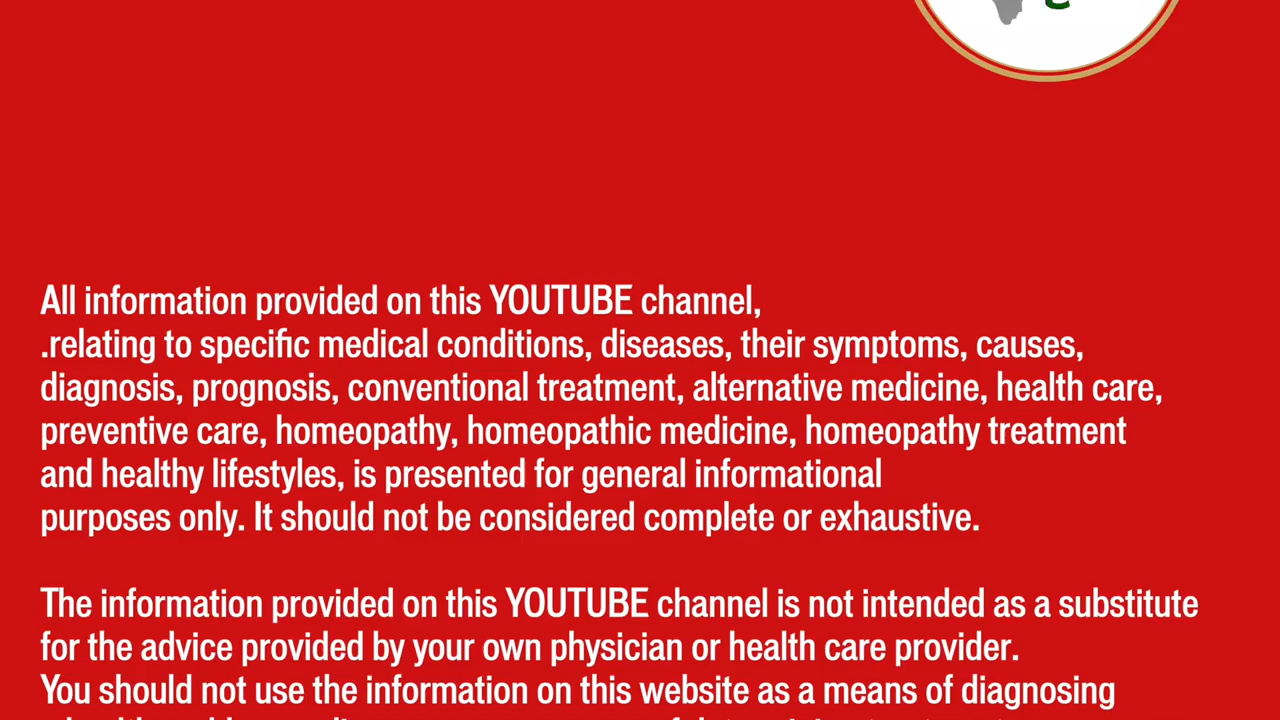 All information provided on this YOUTUBE channel,
.relating to specific medical conditions, diseases, their symptoms, causes,
diagnosis, prognosis, conventional treatment, alternative medicine, health care,
preventive care, homeopathy, homeopathic medicine, homeopathy treatment
and healthy lifestyles, is presented for general informational
purposes only. It should not be considered complete or exhaustive.
The information provided on this YOUTUBE channel is not intended as a substitute
for the advice provided by your own physician or health care provider.
You should not use the information on this website as a means of diagnosing